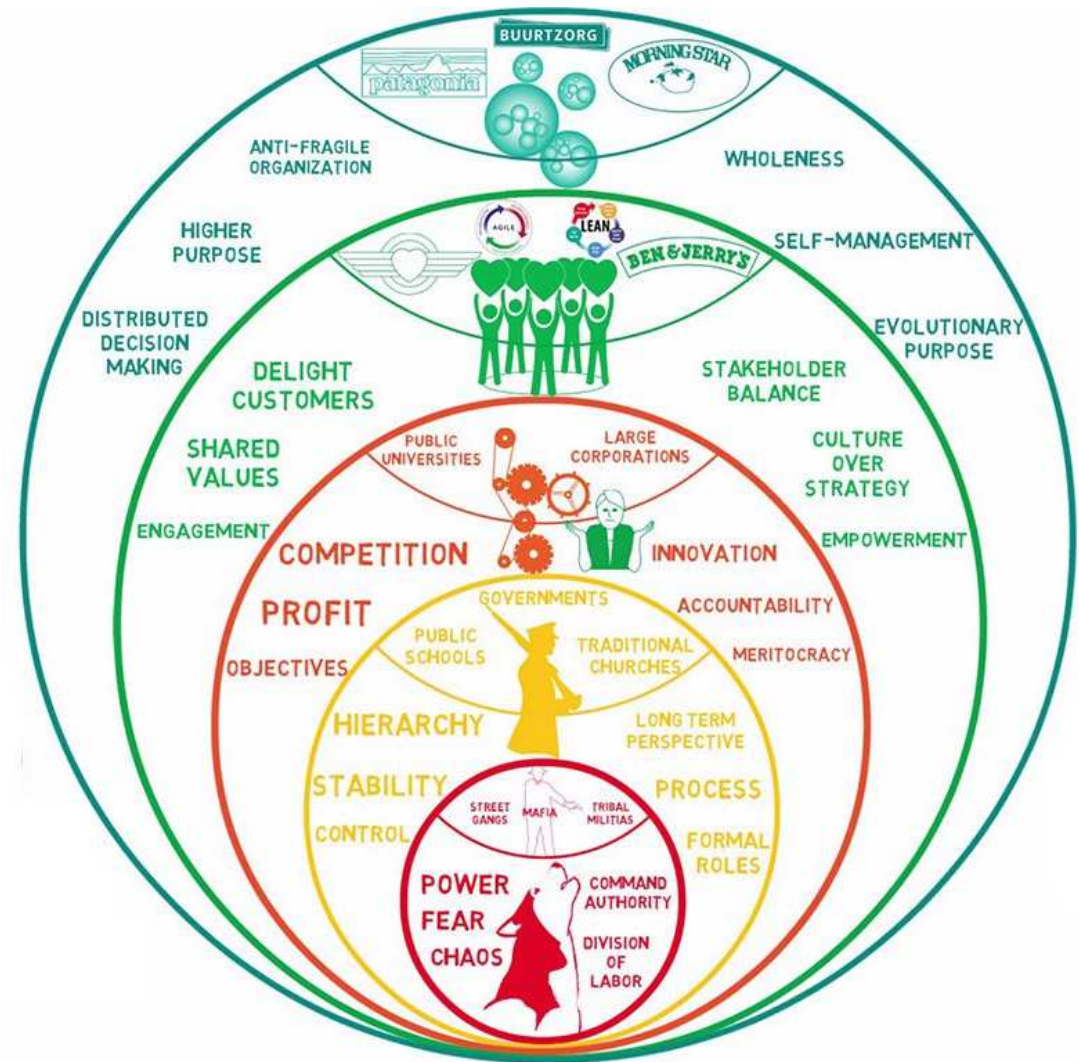 BUURTZORG
patagonia
MORNING STAR
ANTI-FRAGILE
ORGANIZATION
WHOLENESS
HIGHER
PURPOSE
SELF-MANAGEMENT
DISTRIBUTED
DECISION
MAKING
EVOLUTIONARY
PURPOSE
AGILE
LEAN
BEN & JERRY'S
DELIGHT
CUSTOMERS
STAKEHOLDER
BALANCE
SHARED
VALUES
CULTURE
OVER
STRATEGY
ENGAGEMENT
EMPOWERMENT
PUBLIC
UNIVERSITIES
LARGE
CORPORATIONS
COMPETITION
INNOVATION
PROFIT
ACCOUNTABILITY
OBJECTIVES
MERITOCRACY
GOVERNMENTS
PUBLIC
SCHOOLS
TRADITIONAL
CHURCHES
HIERARCHY
LONG TERM
PERSPECTIVE
STABILITY
PROCESS
CONTROL
FORMAL
ROLES
STREET
GANGS
MAFIA
TRIBAL
MILITIAS
POWER
FEAR
CHAOS
COMMAND
AUTHORITY
DIVISION
OF
LABOR